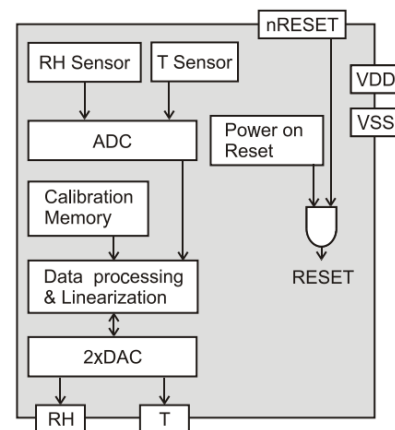 nRESET
RH Sensor
T Sensor
VDD
VSS
ADC
Power on
Reset
Calibration
Memory
RESET
Data processing
& Linearization
2xDAC
RH
T